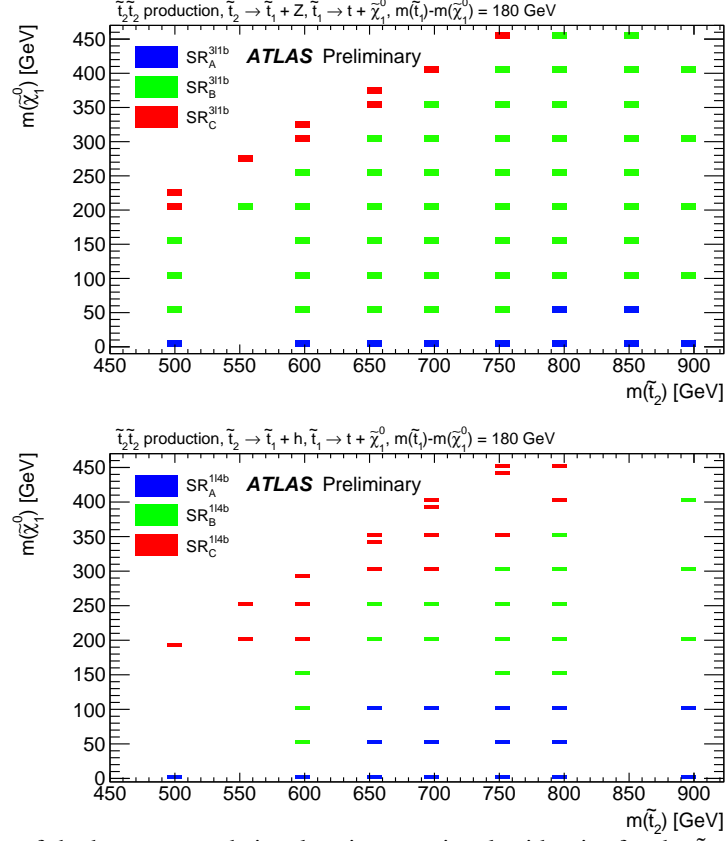 t̃₂t̃₂ production, t̃₂ → t̃₁ + Z, t̃₁ → t + χ̃₁⁰, m(t̃₁)-m(χ̃₁⁰) = 180 GeV
m(χ̃₁⁰) [GeV]
450
400
350
300
250
200
150
100
50
0
SR_A^3l1b
SR_B^3l1b
SR_C^3l1b
ATLAS Preliminary
450 500 550 600 650 700 750 800 850 900
m(t̃₂) [GeV]
t̃₂t̃₂ production, t̃₂ → t̃₁ + h, t̃₁ → t + χ̃₁⁰, m(t̃₁)-m(χ̃₁⁰) = 180 GeV
m(χ̃₁⁰) [GeV]
450
400
350
300
250
200
150
100
50
0
SR_A^1l4b
SR_B^1l4b
SR_C^1l4b
ATLAS Preliminary
450 500 550 600 650 700 750 800 850 900
m(t̃₂) [GeV]